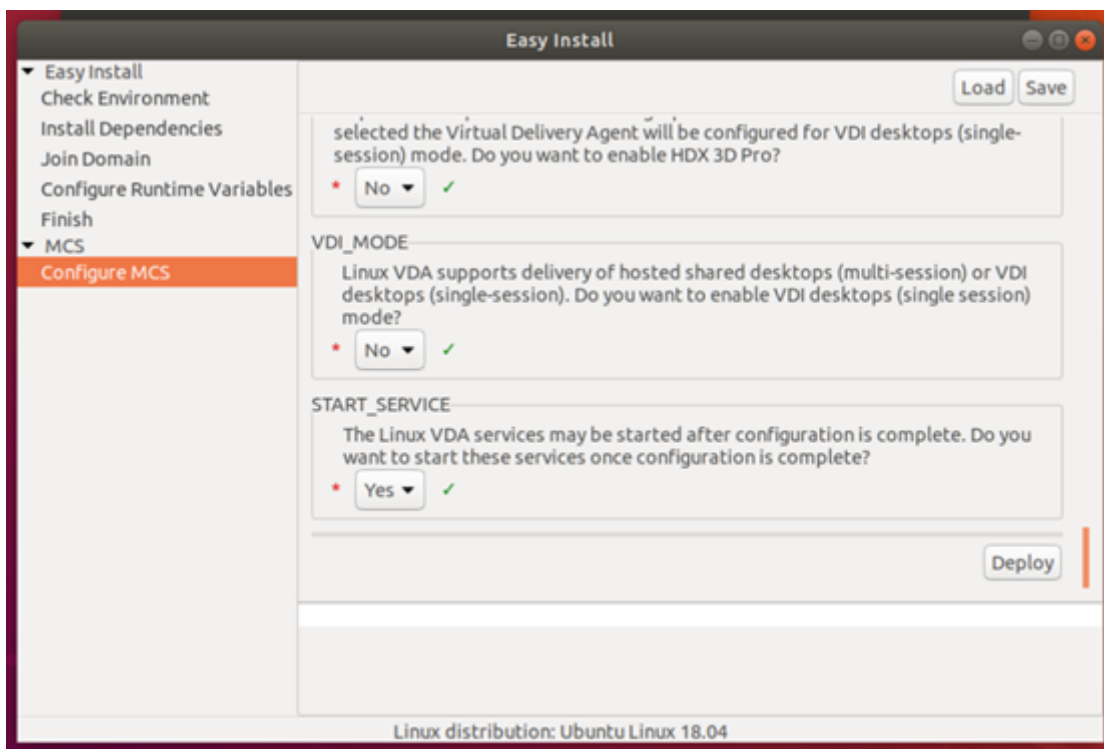 Easy Install
Easy Install
Check Environment
Install Dependencies
Join Domain
Configure Runtime Variables
Finish
MCS
Configure MCS
Load
Save
selected the Virtual Delivery Agent will be configured for VDI desktops (single-
session) mode. Do you want to enable HDX 3D Pro?
* No ✓
VDI_MODE
Linux VDA supports delivery of hosted shared desktops (multi-session) or VDI
desktops (single-session). Do you want to enable VDI desktops (single session)
mode?
* No ✓
START_SERVICE
The Linux VDA services may be started after configuration is complete. Do you
want to start these services once configuration is complete?
* Yes ✓
Deploy
Linux distribution: Ubuntu Linux 18.04